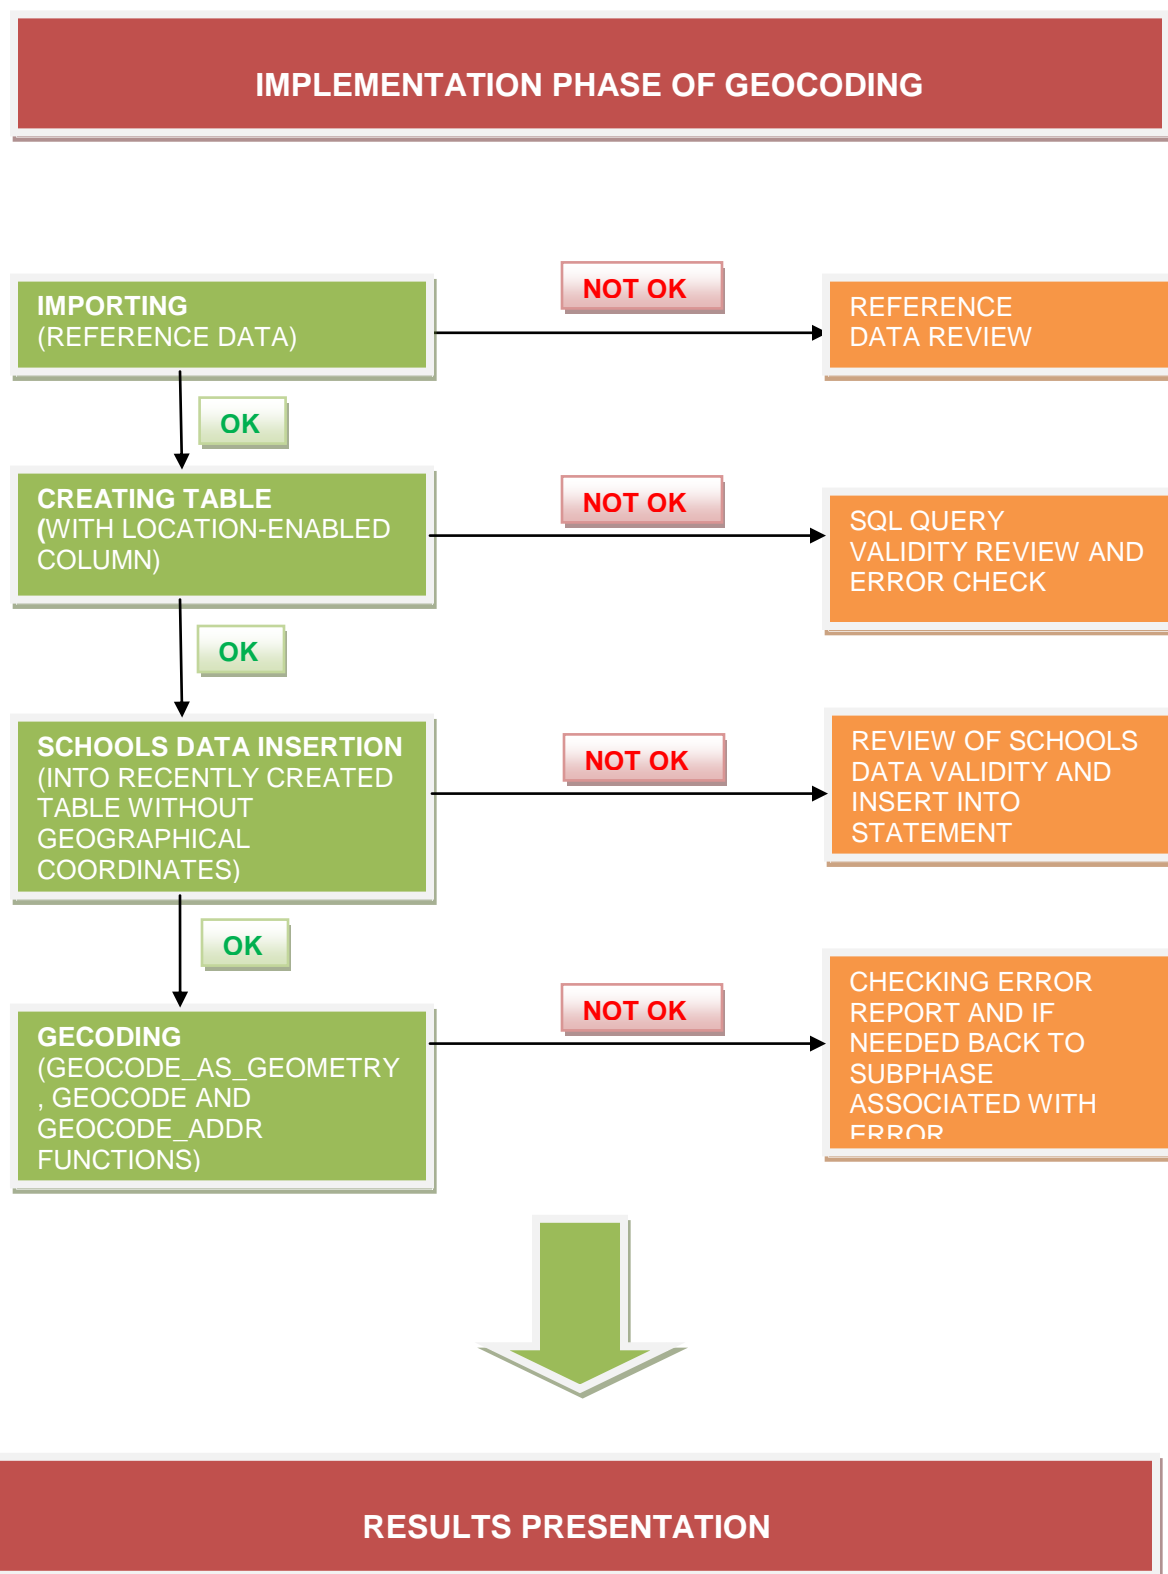 IMPLEMENTATION PHASE OF GEOCODING
IMPORTING
(REFERENCE DATA)
NOT OK
REFERENCE
DATA REVIEW
OK
CREATING TABLE
(WITH LOCATION-ENABLED
COLUMN)
NOT OK
SQL QUERY
VALIDITY REVIEW AND
ERROR CHECK
OK
SCHOOLS DATA INSERTION
(INTO RECENTLY CREATED
TABLE WITHOUT
GEOGRAPHICAL
COORDINATES)
NOT OK
REVIEW OF SCHOOLS
DATA VALIDITY AND
INSERT INTO
STATEMENT
OK
GECODING
(GEOCODE_AS_GEOMETRY
, GEOCODE AND
GEOCODE_ADDR
FUNCTIONS)
NOT OK
CHECKING ERROR
REPORT AND IF
NEEDED BACK TO
SUBPHASE
ASSOCIATED WITH
ERROR
RESULTS PRESENTATION